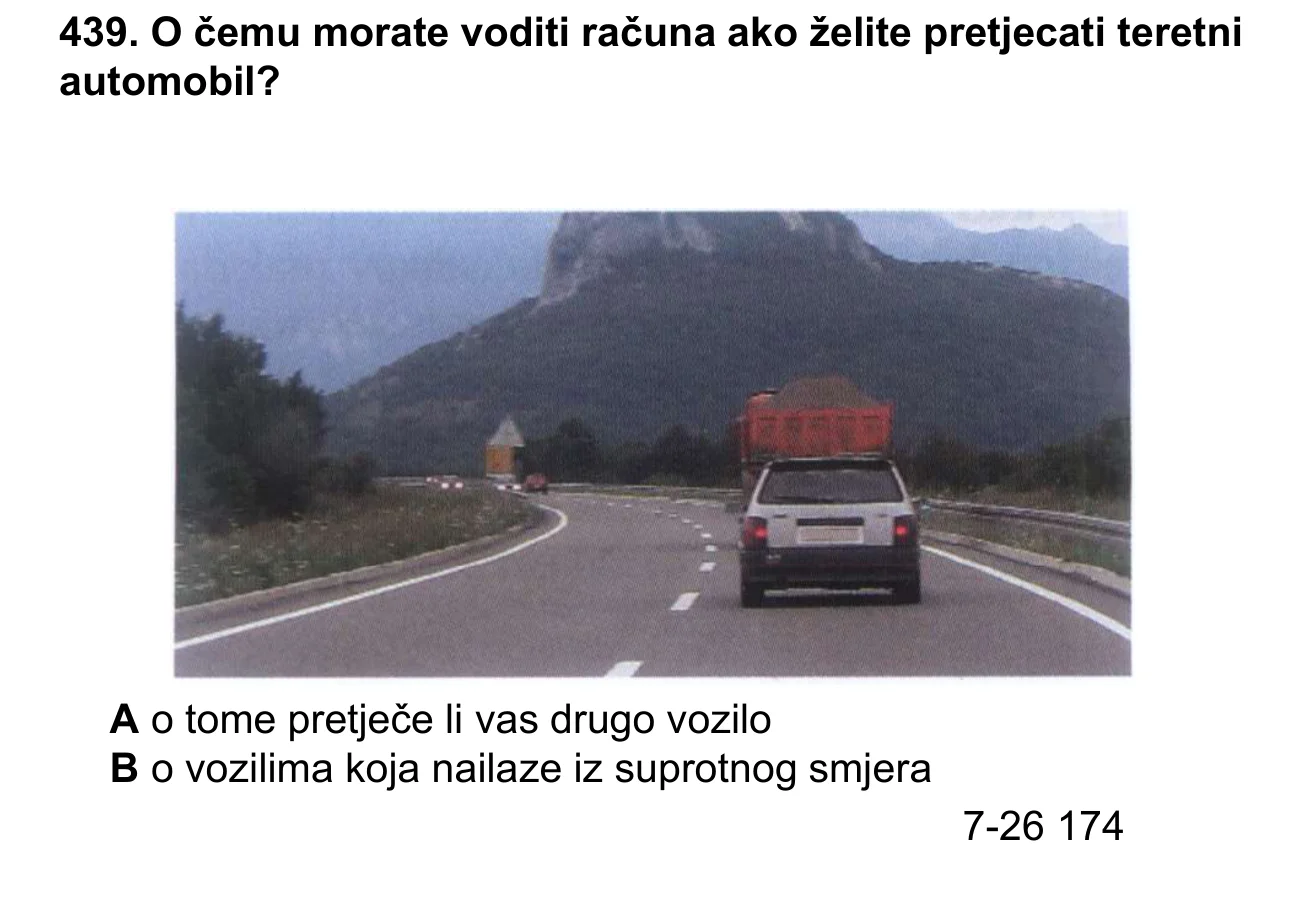 439. O čemu morate voditi računa ako želite pretjecati teretni
automobil?
A o tome pretječe li vas drugo vozilo
B o vozilima koja nailaze iz suprotnog smjera
7-26 174